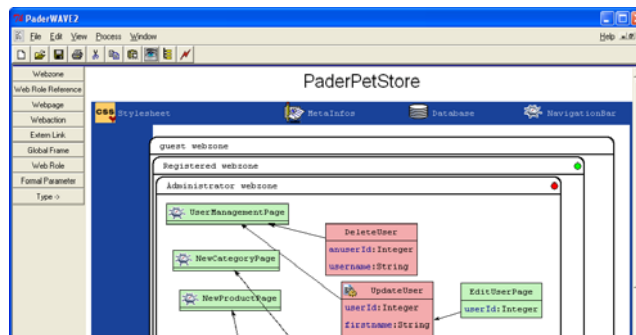 PaderWAVE2
File Edit View Process Window Help
Webzone
Web Role Reference
Webpage
Webaction
Extern Link
Global Frame
Web Role
Formal Parameter
Type ->
PaderPetStore
CSS Stylesheet MetaInfos Database NavigationBar
guest webzone
Registered webzone
Administrator webzone
UserManagementPage
DeleteUser
anuserId:Integer
username:String
NewCategoryPage
UpdateUser
userId:Integer
firstname:String
EditUserPage
userId:Integer
NewProductPage